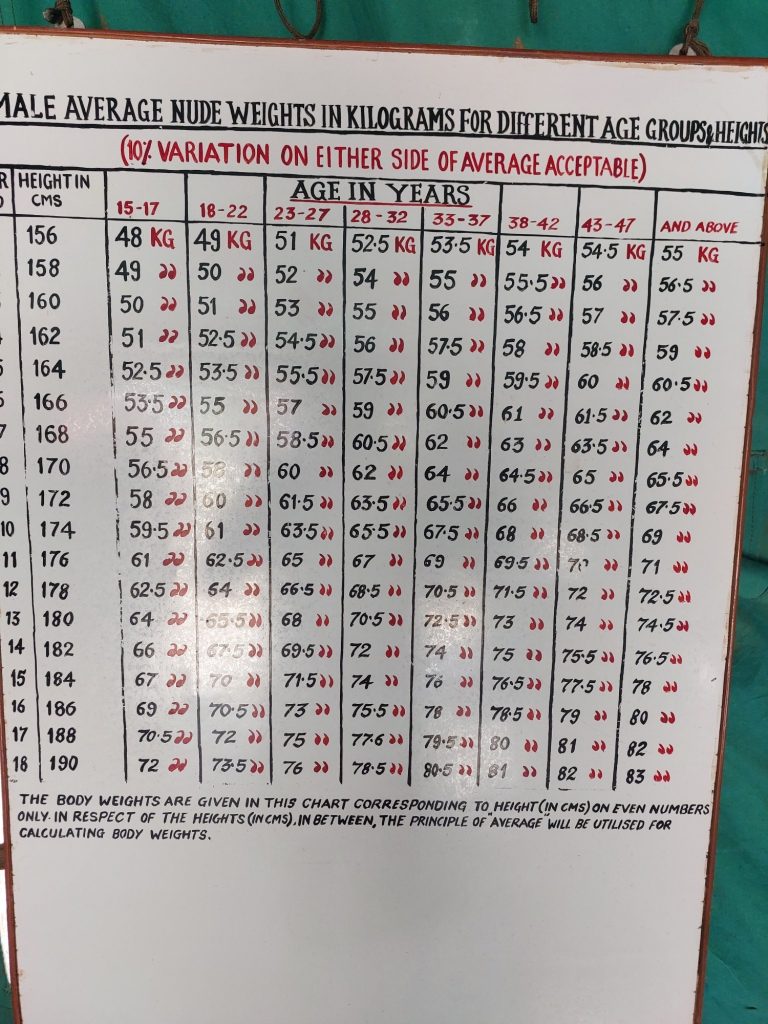 MALE AVERAGE NUDE WEIGHTS IN KILOGRAMS FOR DIFFERENT AGE GROUPS & HEIGHTS
(10% VARIATION ON EITHER SIDE OF AVERAGE ACCEPTABLE)
HEIGHT IN CMS AGE IN YEARS
15-17 18-22 23-27 28-32 33-37 38-42 43-47 AND ABOVE
156 48 KG 49 KG 51 KG 52.5 KG 53.5 KG 54 KG 54.5 KG 55 KG
158 49 " 50 " 52 " 54 " 55 " 55.5 " 56 " 56.5 "
160 50 " 51 " 53 " 55 " 56 " 56.5 " 57 " 57.5 "
162 51 " 52.5 " 54.5 " 56 " 57.5 " 58 " 58.5 " 59 "
164 52.5 " 53.5 " 55.5 " 57.5 " 59 " 59.5 " 60 " 60.5 "
166 53.5 " 55 " 57 " 59 " 60.5 " 61 " 61.5 " 62 "
7 168 55 " 56.5 " 58.5 " 60.5 " 62 " 63 " 63.5 " 64 "
8 170 56.5 " 58 " 60 " 62 " 64 " 64.5 " 65 " 65.5 "
9 172 58 " 60 " 61.5 " 63.5 " 65.5 " 66 " 66.5 " 67.5 "
10 174 59.5 " 61 " 63.5 " 65.5 " 67.5 " 68 " 68.5 " 69 "
11 176 61 " 62.5 " 65 " 67 " 69 " 69.5 " " 71 "
12 178 62.5 " 64 " 66.5 " 68.5 " 70.5 " 71.5 " 72 " 72.5 "
13 180 64 " 65.5 " 68 " 70.5 " 72.5 " 73 " 74 " 74.5 "
14 182 66 " 67.5 " 69.5 " 72 " 74 " 75 " 75.5 " 76.5 "
15 184 67 " 70 " 71.5 " 74 " 76 " 76.5 " 77.5 " 78 "
16 186 69 " 70.5 " 73 " 75.5 " 78 " 78.5 " 79 " 80 "
17 188 70.5 " 72 " 75 " 77.6 " 79.5 " 80 " 81 " 82 "
18 190 72 " 73.5 " 76 " 78.5 " 80.5 " 81 " 82 " 83 "
THE BODY WEIGHTS ARE GIVEN IN THIS CHART CORRESPONDING TO HEIGHT (IN CMS) ON EVEN NUMBERS
ONLY. IN RESPECT OF THE HEIGHTS (IN CMS). IN BETWEEN, THE PRINCIPLE OF "AVERAGE" WILL BE UTILISED FOR
CALCULATING BODY WEIGHTS.